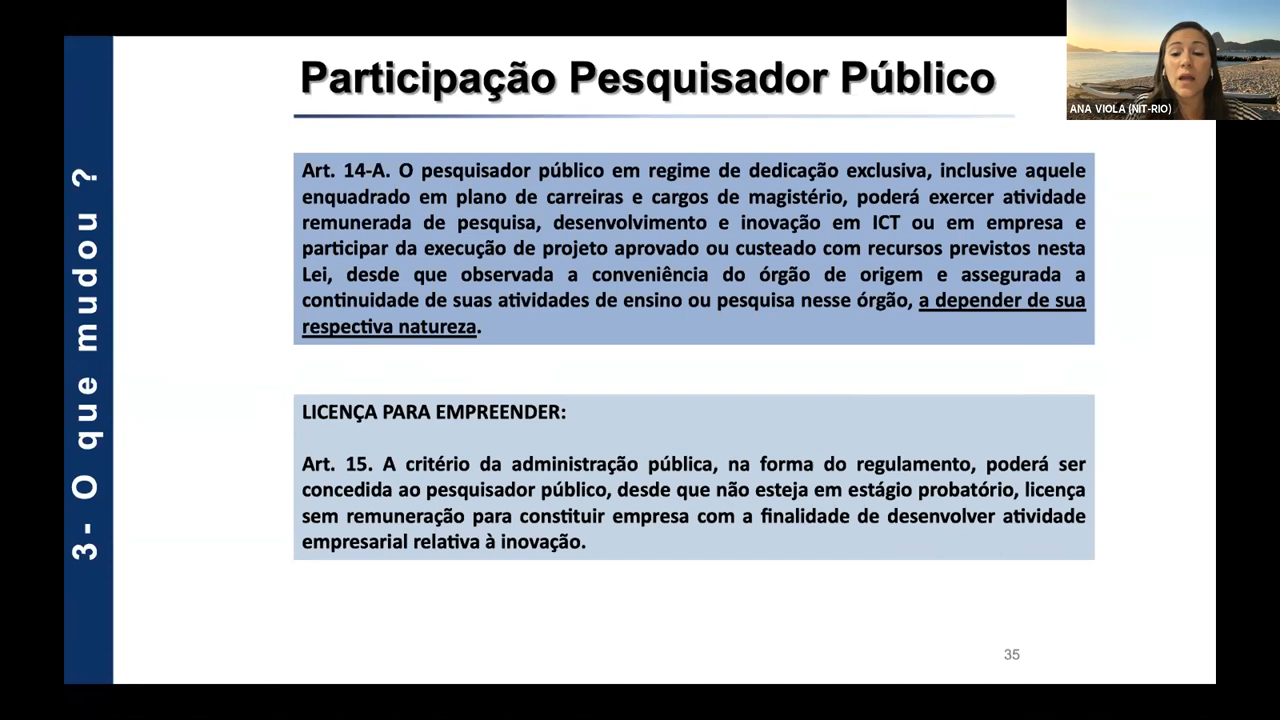 Participação Pesquisador Público
ANA VIOLA (NIT-RIO)
3- O que mudou ?
Art. 14-A. O pesquisador público em regime de dedicação exclusiva, inclusive aquele
enquadrado em plano de carreiras e cargos de magistério, poderá exercer atividade
remunerada de pesquisa, desenvolvimento e inovação em ICT ou em empresa e
participar da execução de projeto aprovado ou custeado com recursos previstos nesta
Lei, desde que observada a conveniência do órgão de origem e assegurada a
continuidade de suas atividades de ensino ou pesquisa nesse órgão, a depender de sua
respectiva natureza.
LICENÇA PARA EMPREENDER:
Art. 15. A critério da administração pública, na forma do regulamento, poderá ser
concedida ao pesquisador público, desde que não esteja em estágio probatório, licença
sem remuneração para constituir empresa com a finalidade de desenvolver atividade
empresarial relativa à inovação.
35